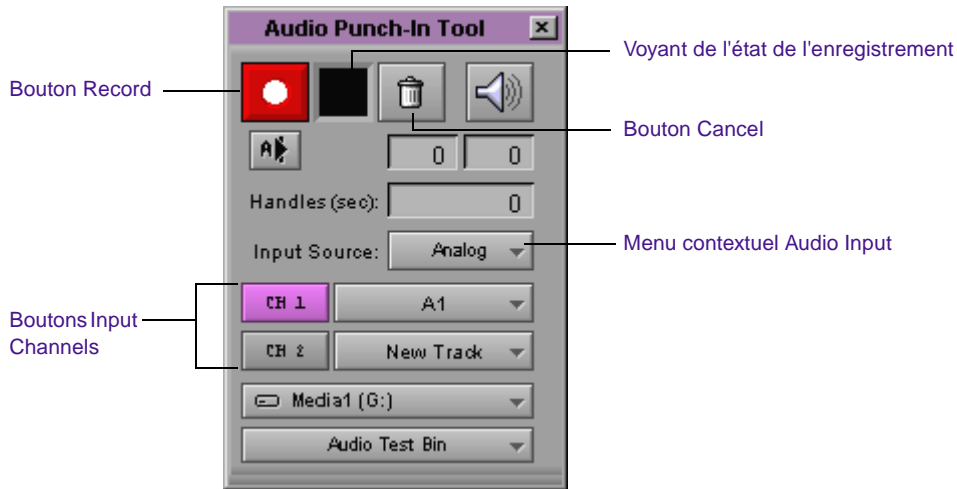 Audio Punch-In Tool
Voyant de l'état de l'enregistrement
Bouton Record
Bouton Cancel
A
0 0
Handles (sec): 0
Input Source: Analog
Menu contextuel Audio Input
CH 1 A1
Boutons Input
Channels
CH 2 New Track
Media1 (G:)
Audio Test Bin